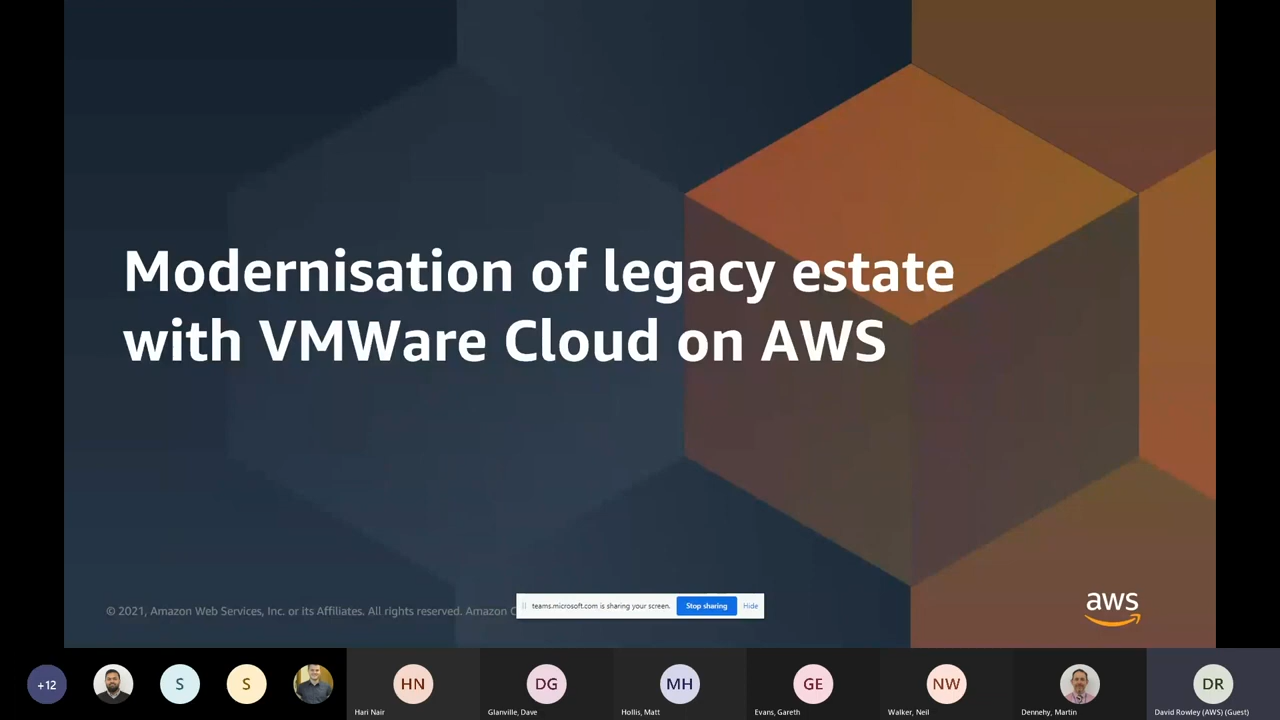 Modernisation of legacy estate
with VMWare Cloud on AWS
© 2021, Amazon Web Services, Inc. or its Affiliates. All rights reserved. Amazon
teams.microsoft.com is sharing your screen.
Stop sharing
Hide
aws
+12
S
S
HN
DG
MH
GE
NW
DR
Hari Nair
Glanville, Dave
Hollis, Matt
Evans, Gareth
Walker, Neil
Dennehy, Martin
David Rowley (AWS) (Guest)